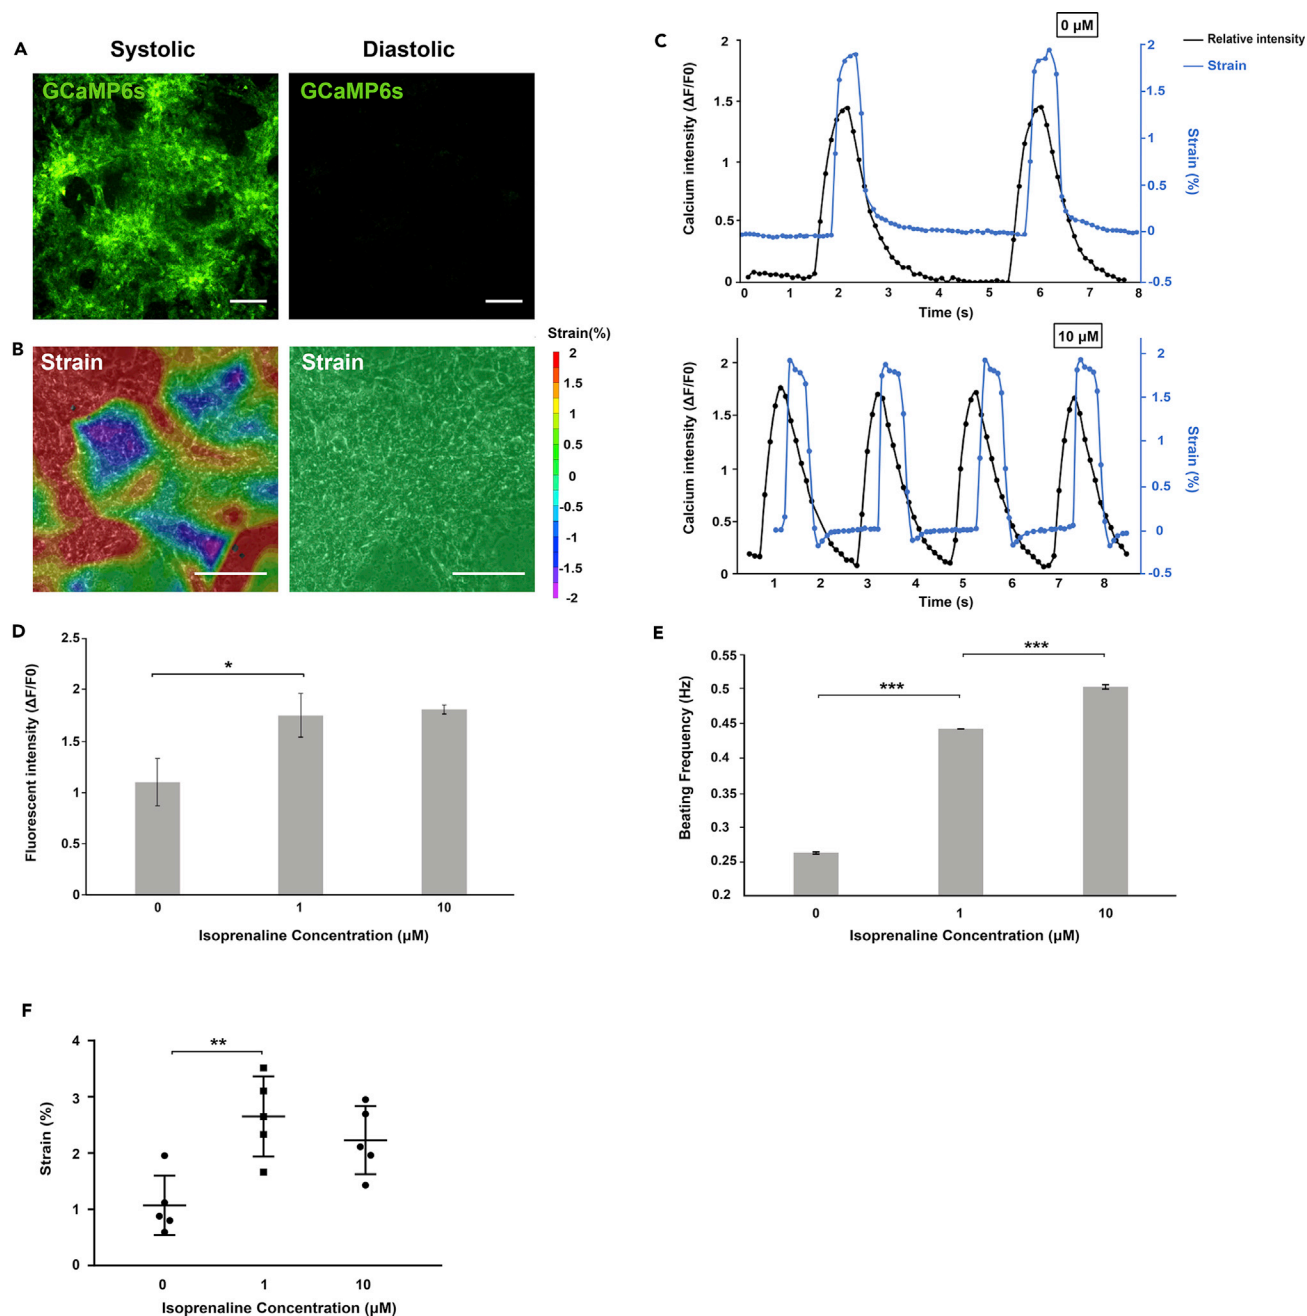 A
Systolic
Diastolic
GCaMP6s
GCaMP6s
B
Strain
Strain
Strain(%)
2
1.5
1
0.5
0
-0.5
-1
-1.5
-2
C
0 µM
Relative intensity
Strain
Calcium intensity (ΔF/F0)
2
1.5
1
0.5
0
2
1.5
1
0.5
0
-0.5
Strain (%)
0 1 2 3 4 5 6 7 8
Time (s)
10 µM
Calcium intensity (ΔF/F0)
2
1.5
1
0.5
0
2
1.5
1
0.5
0
-0.5
Strain (%)
1 2 3 4 5 6 7 8
Time (s)
D
Fluorescent intensity (ΔF/F0)
2.5
2
1.5
1
0.5
0
*
0 1 10
Isoprenaline Concentration (µM)
E
Beating Frequency (Hz)
0.55
0.5
0.45
0.4
0.35
0.3
0.25
0.2
***
***
0 1 10
Isoprenaline Concentration (µM)
F
Strain (%)
4
3
2
1
0
**
0 1 10
Isoprenaline Concentration (µM)